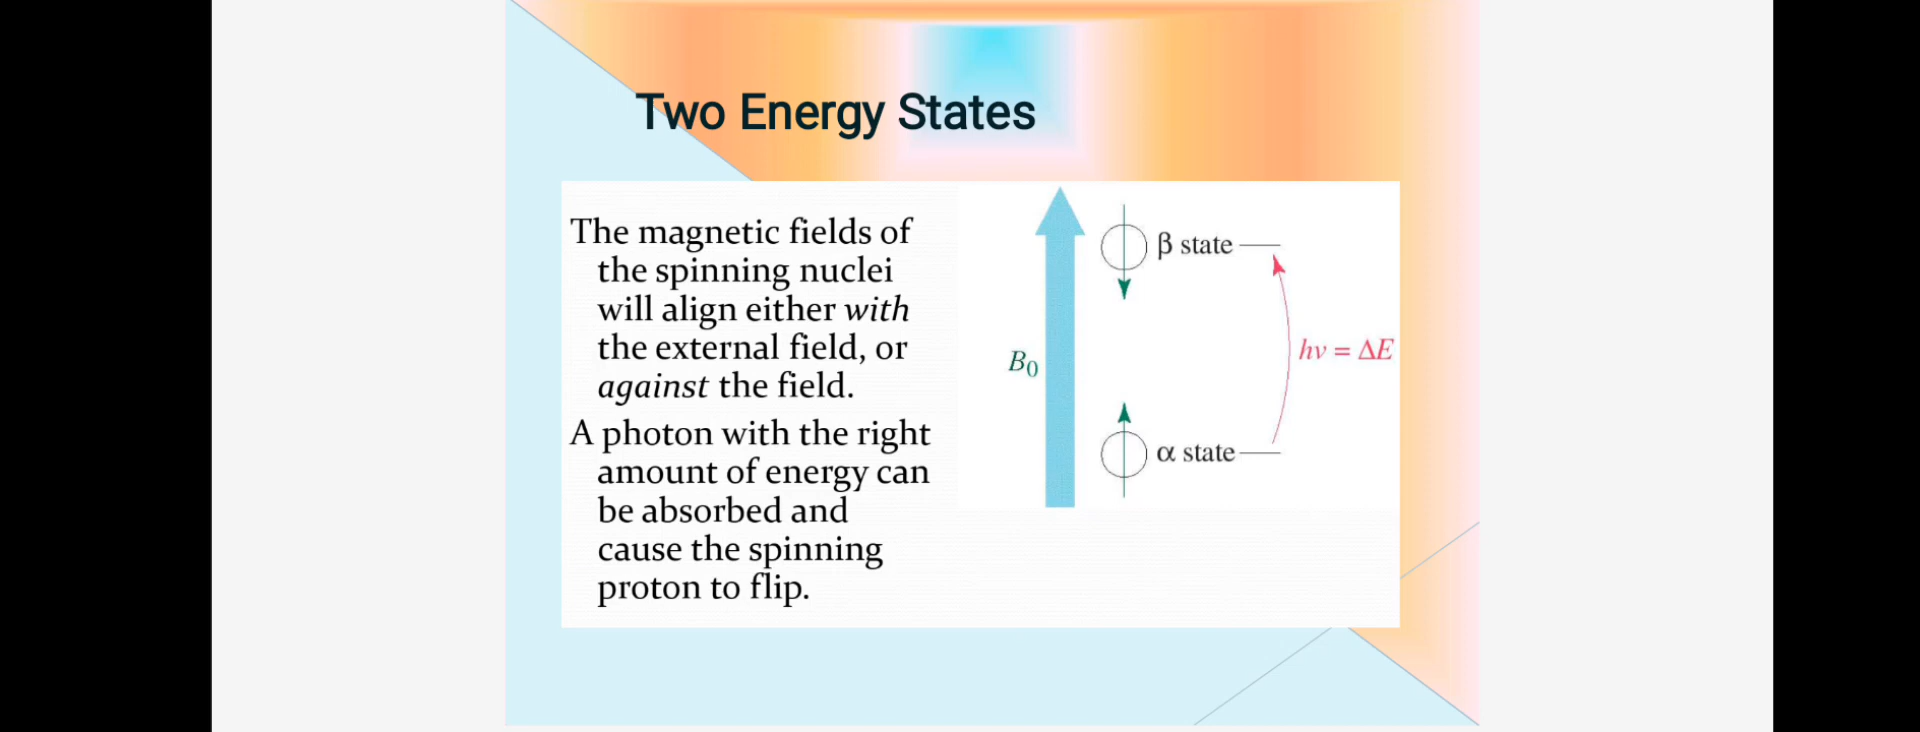 Two Energy States
The magnetic fields of
the spinning nuclei
will align either with
the external field, or
against the field.
A photon with the right
amount of energy can
be absorbed and
cause the spinning
proton to flip.
β state
hν = ΔE
B₀
α state